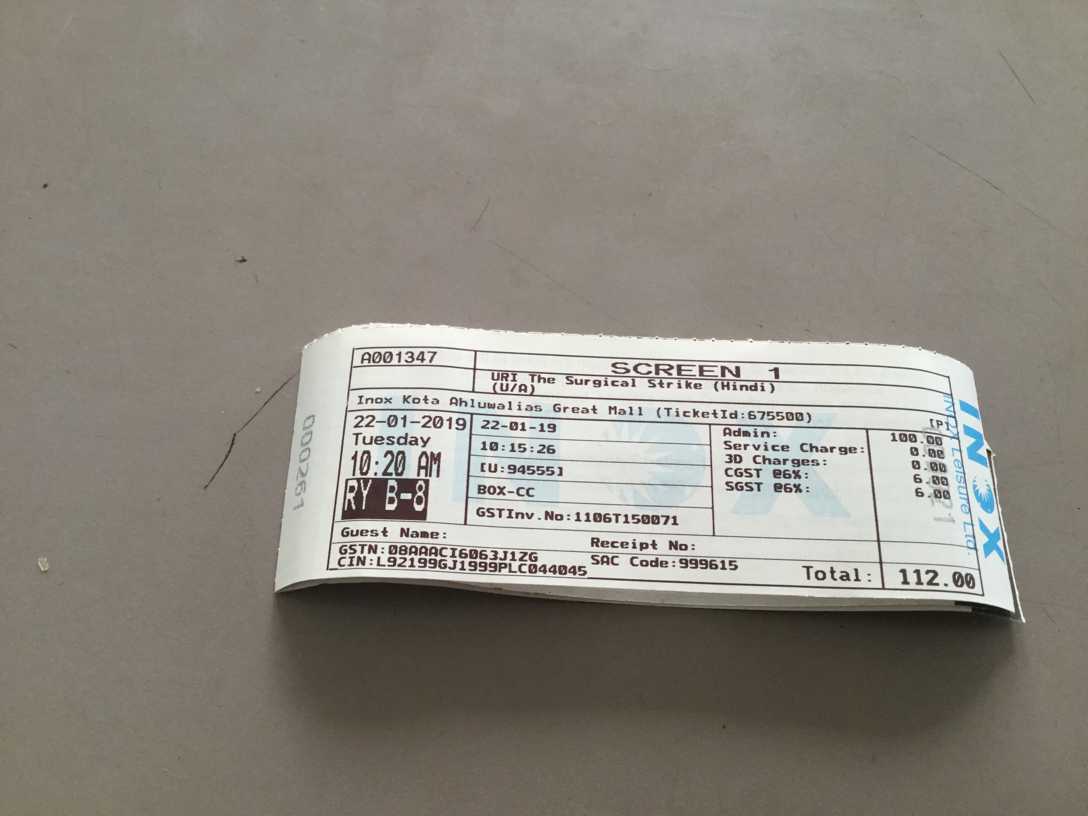 A001347
SCREEN 1
URI The Surgical Strike (Hindi)
(U/A)
Inox Kota Ahluwalias Great Mall (TicketId:675500)
22-01-2019
Tuesday
10:20 AM
RY B-8
22-01-19
10:15:26
[U:94555]
BOX-CC
GSTInv.No:1106T150071
[P]
Admin: 100.00
Service Charge: 0.00
3D Charges: 0.00
CGST @6%: 6.00
SGST @6%: 6.00
Guest Name:
Receipt No:
GSTN:08AAACI6063J1ZG
SAC Code:999615
CIN:L92199GJ1999PLC044045
Total: 112.00
000261
INOX
INOX Leisure Ltd.
INOX